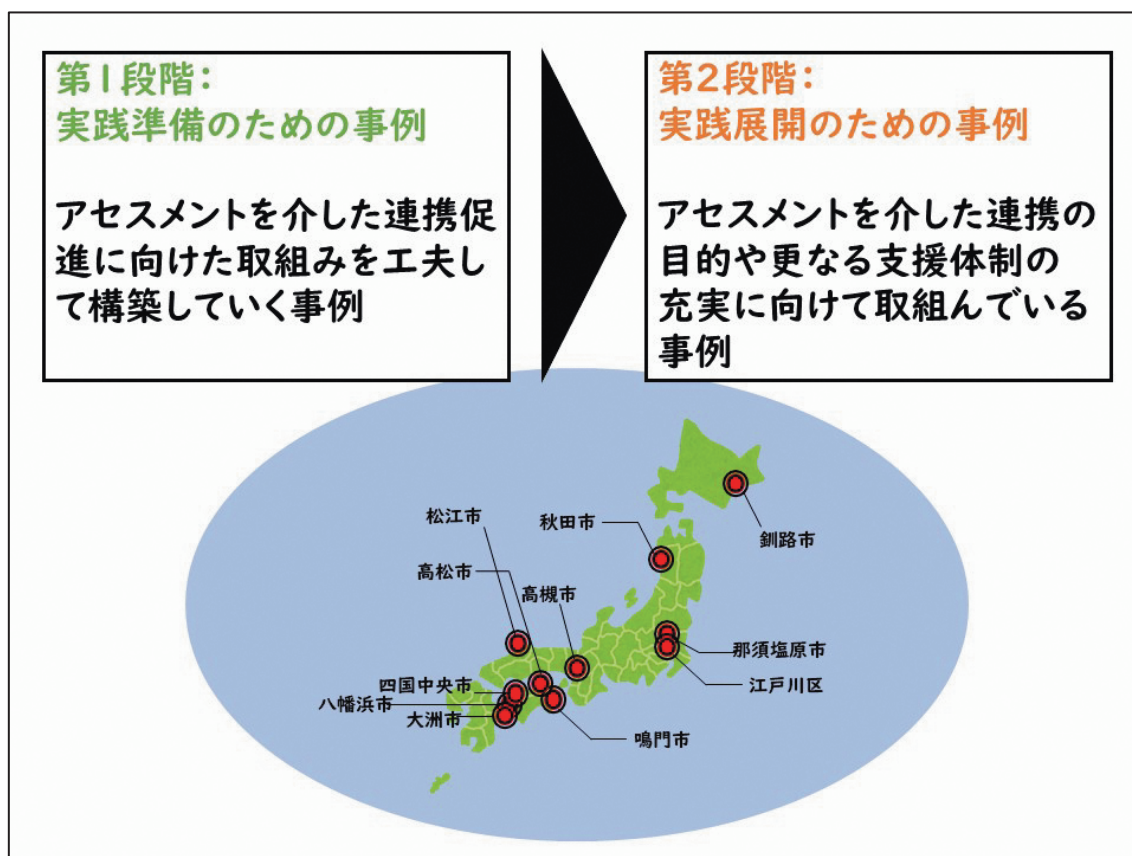 第1段階:
実践準備のための事例
アセスメントを介した連携促
進に向けた取組みを工夫し
て構築していく事例
第2段階:
実践展開のための事例
アセスメントを介した連携の
目的や更なる支援体制の
充実に向けて取組んでいる
事例
松江市
秋田市
釧路市
高松市
高槻市
那須塩原市
四国中央市
江戸川区
八幡浜市
大洲市
鳴門市